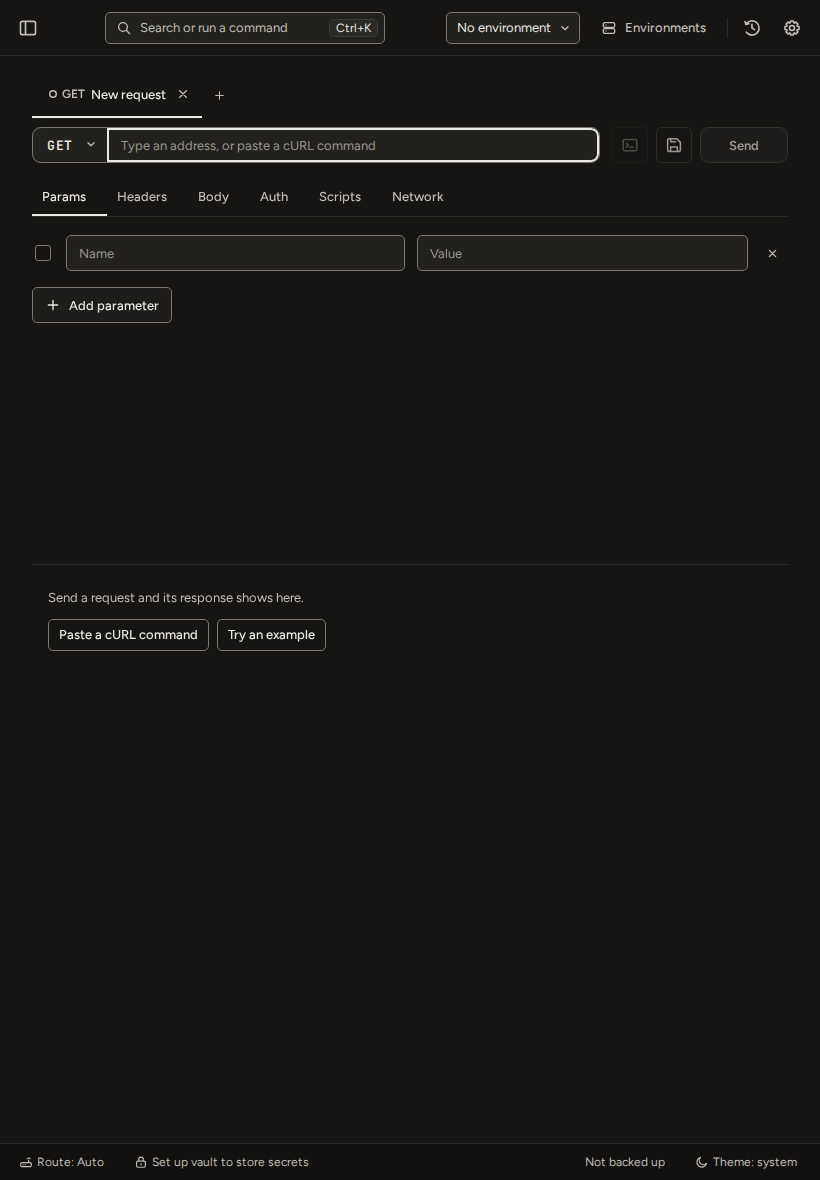 Search or run a command Ctrl+K No environment Environments
GET New request
GET Type an address, or paste a cURL command Send
Params Headers Body Auth Scripts Network
Name Value
Add parameter
Send a request and its response shows here.
Paste a cURL command Try an example
Route: Auto Set up vault to store secrets Not backed up Theme: system